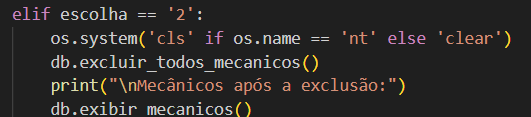 elif escolha == '2':
os.system('cls' if os.name == 'nt' else 'clear')
db.excluir_todos_mecanicos()
print("\nMecânicos após a exclusão:")
db.exibir_mecanicos()